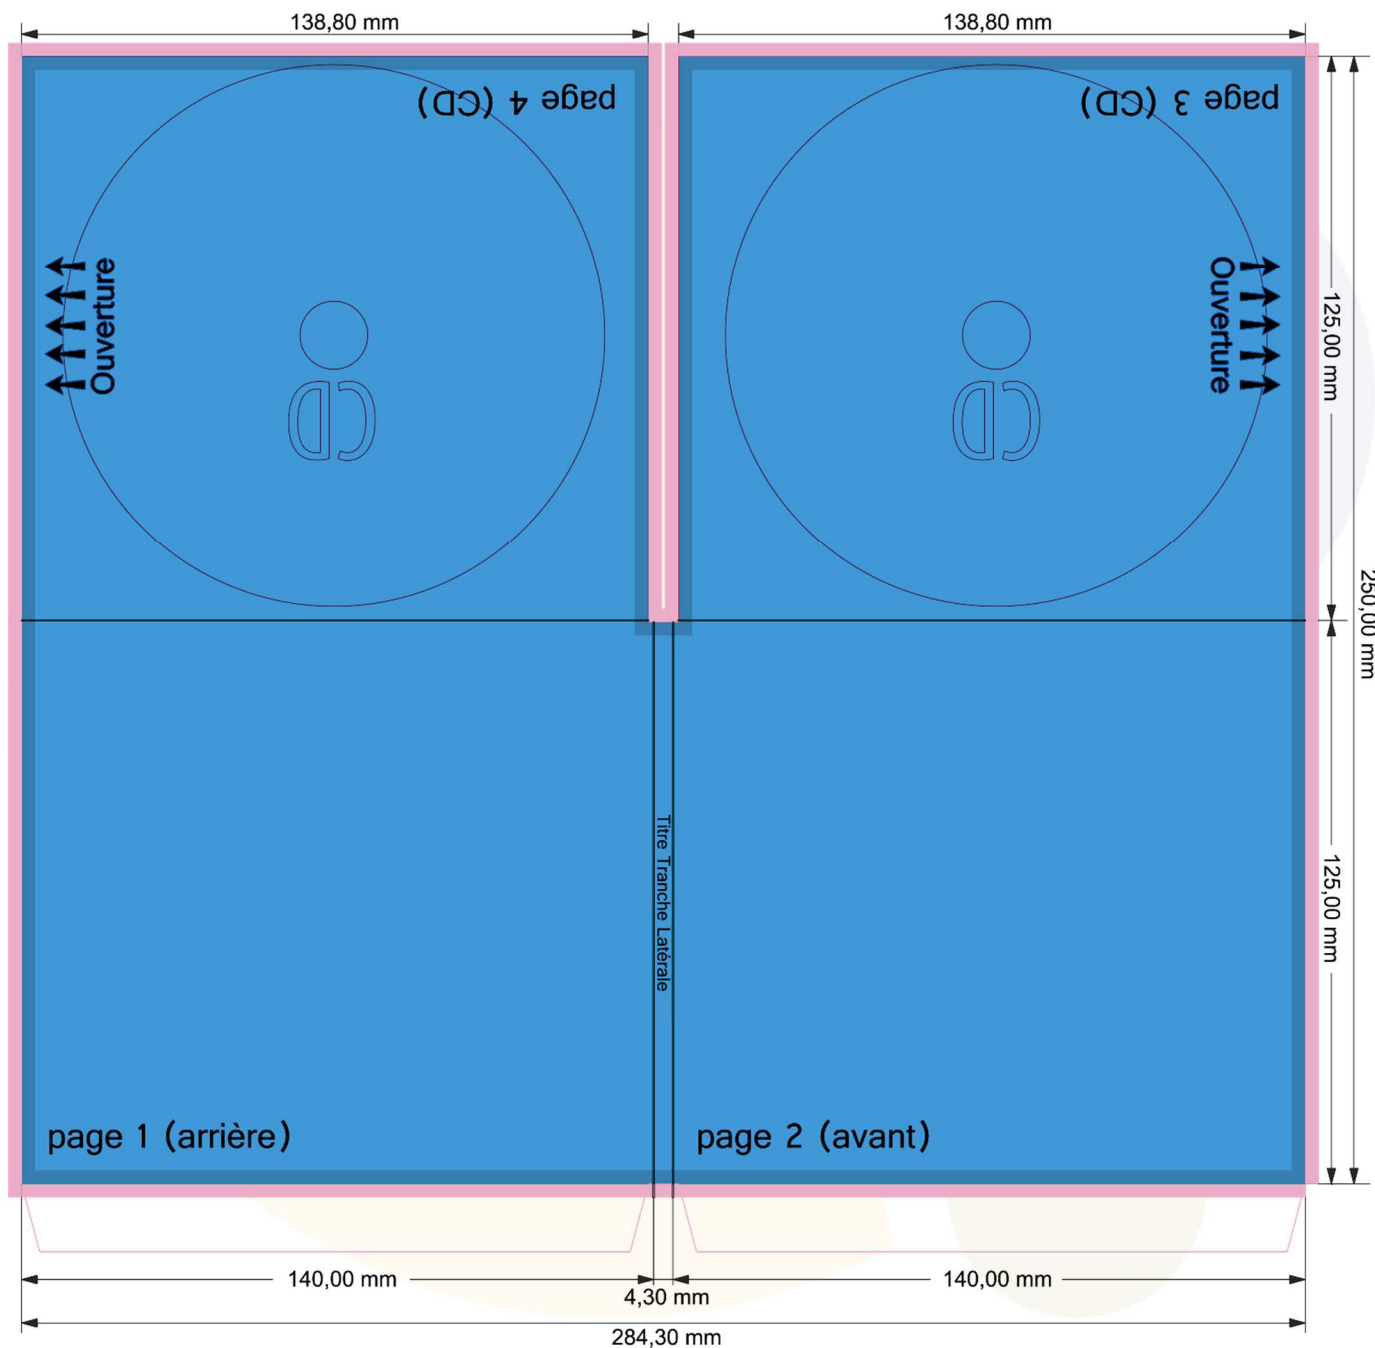 138,80 mm
138,80 mm
page 4 (CD)
page 3 (CD)
Ouverture
Ouverture
CD
CD
125,00 mm
250,00 mm
125,00 mm
Titre Tranche Latérale
page 1 (arrière)
page 2 (avant)
140,00 mm
140,00 mm
4,30 mm
284,30 mm